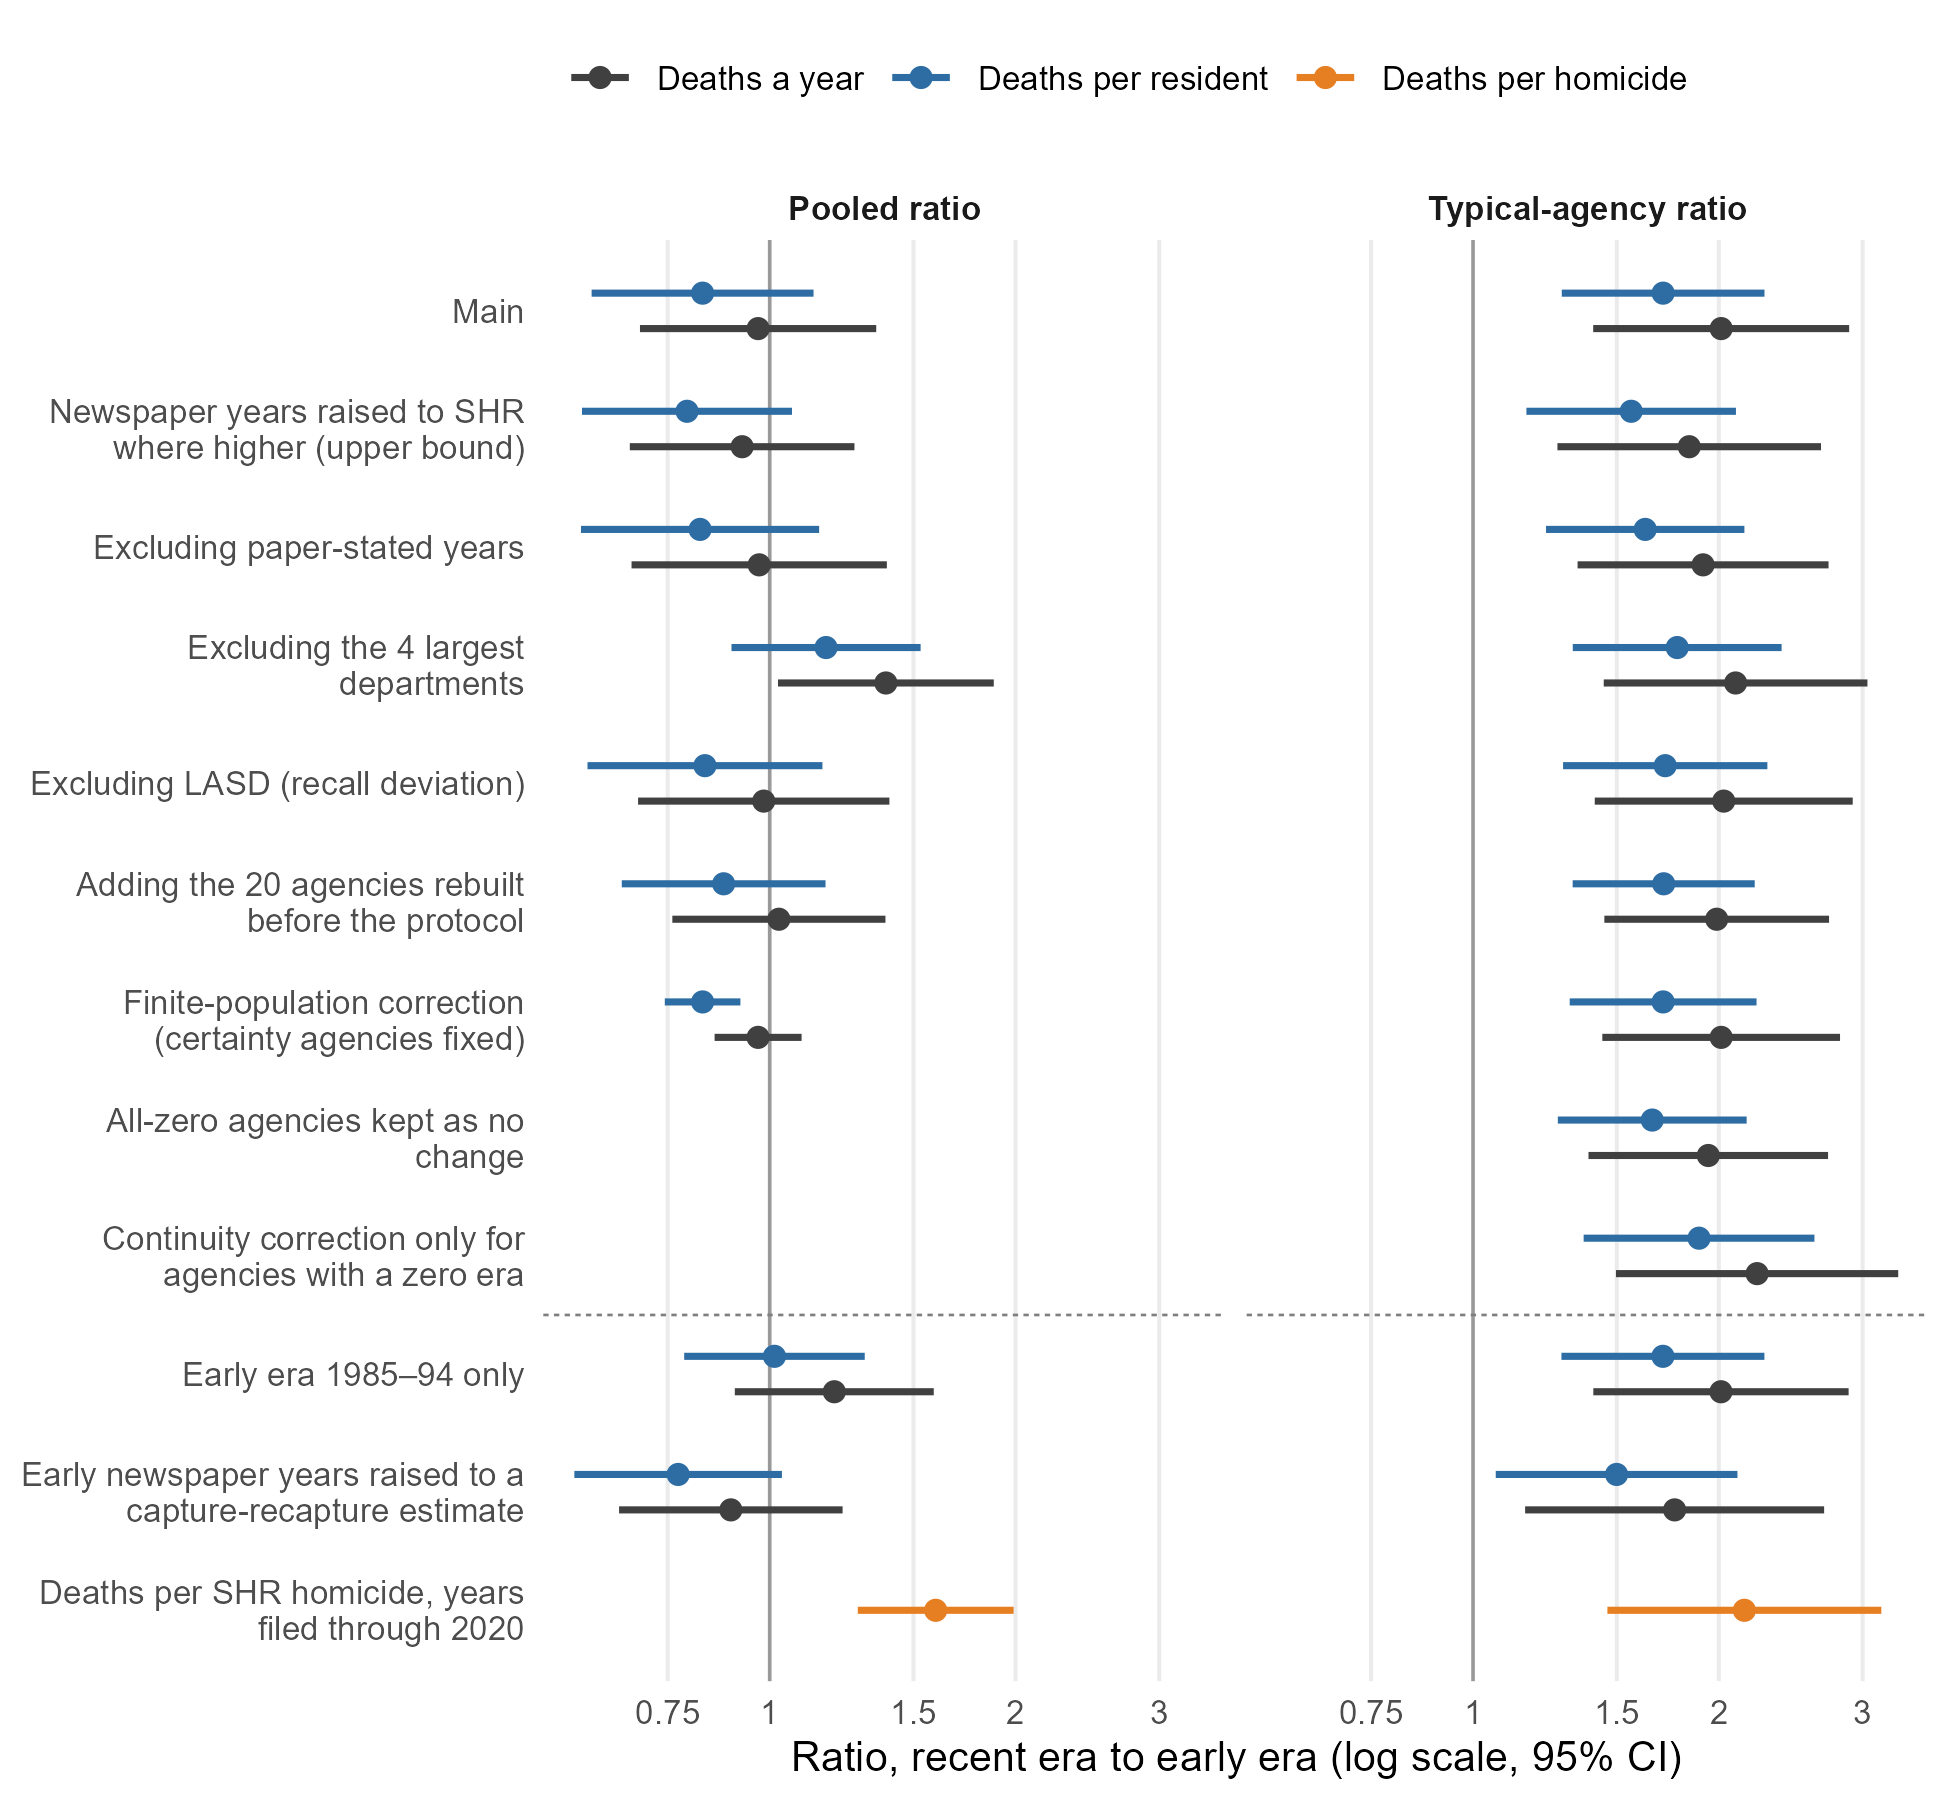 Deaths a year Deaths per resident Deaths per homicide
Pooled ratio Typical-agency ratio
Main
Newspaper years raised to SHR
where higher (upper bound)
Excluding paper-stated years
Excluding the 4 largest
departments
Excluding LASD (recall deviation)
Adding the 20 agencies rebuilt
before the protocol
Finite-population correction
(certainty agencies fixed)
All-zero agencies kept as no
change
Continuity correction only for
agencies with a zero era
Early era 1985–94 only
Early newspaper years raised to a
capture-recapture estimate
Deaths per SHR homicide, years
filed through 2020
0.75 1 1.5 2 3 0.75 1 1.5 2 3
Ratio, recent era to early era (log scale, 95% CI)